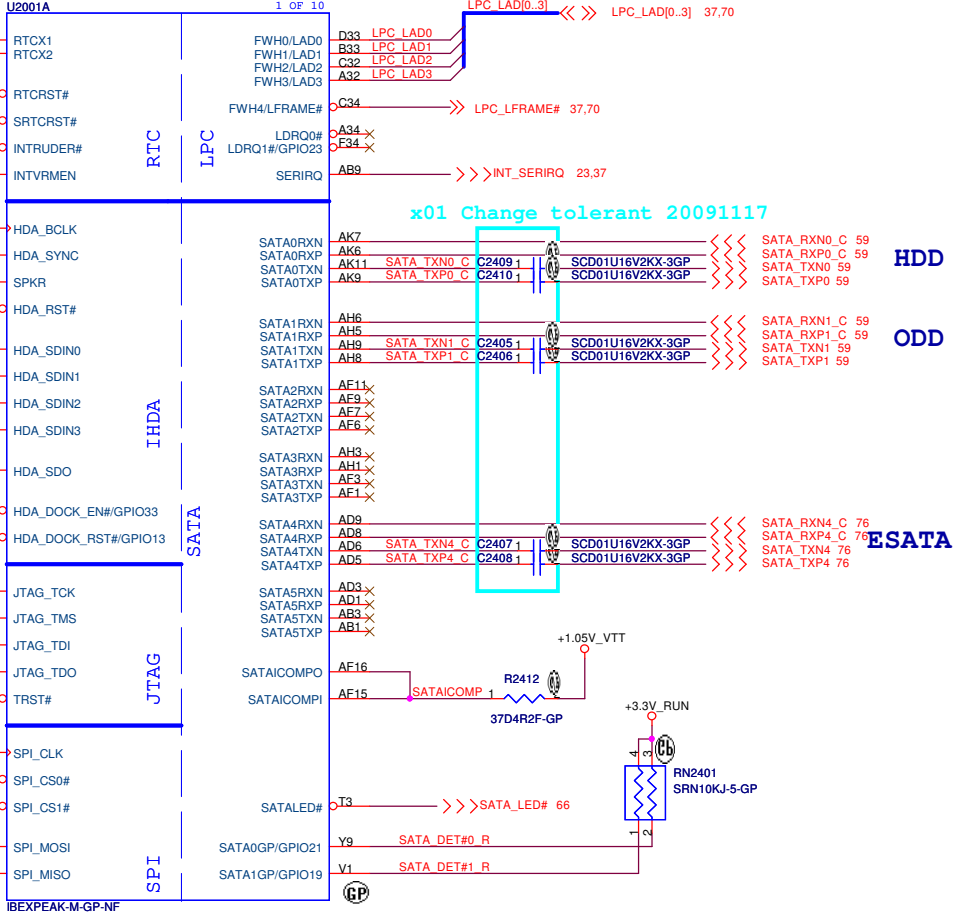 U2001A
1 OF 10
LPC_LAD[0..3]
LPC_LAD[0..3] 37,70
RTCX1
RTCX2
RTCRST#
SRTCRST#
INTRUDER#
INTVRMEN
RTC
LPC
FWH0/LAD0 D33 LPC_LAD0
FWH1/LAD1 B33 LPC_LAD1
FWH2/LAD2 C32 LPC_LAD2
FWH3/LAD3 A32 LPC_LAD3
FWH4/LFRAME# C34 LPC_LFRAME# 37,70
LDRQ0# A34
LDRQ1#/GPIO23 F34
SERIRQ AB9 INT_SERIRQ 23,37
x01 Change tolerant 20091117
HDA_BCLK
HDA_SYNC
SPKR
HDA_RST#
HDA_SDIN0
HDA_SDIN1
HDA_SDIN2
HDA_SDIN3
HDA_SDO
HDA_DOCK_EN#/GPIO33
HDA_DOCK_RST#/GPIO13
IHDA
SATA
SATA0RXN AK7 SATA_RXN0_C 59
SATA0RXP AK6 SATA_RXP0_C 59
SATA0TXN AK11 SATA_TXN0_C C2409 1 SCD01U16V2KX-3GP SATA_TXN0 59
SATA0TXP AK9 SATA_TXP0_C C2410 1 SCD01U16V2KX-3GP SATA_TXP0 59
HDD
SATA1RXN AH6 SATA_RXN1_C 59
SATA1RXP AH5 SATA_RXP1_C 59
SATA1TXN AH9 SATA_TXN1_C C2405 1 SCD01U16V2KX-3GP SATA_TXN1 59
SATA1TXP AH8 SATA_TXP1_C C2406 1 SCD01U16V2KX-3GP SATA_TXP1 59
ODD
SATA2RXN AF11
SATA2RXP AF9
SATA2TXN AF7
SATA2TXP AF6
SATA3RXN AH3
SATA3RXP AH1
SATA3TXN AF3
SATA3TXP AF1
SATA4RXN AD9 SATA_RXN4_C 76
SATA4RXP AD8 SATA_RXP4_C 76
SATA4TXN AD6 SATA_TXN4_C C2407 1 SCD01U16V2KX-3GP SATA_TXN4 76
SATA4TXP AD5 SATA_TXP4_C C2408 1 SCD01U16V2KX-3GP SATA_TXP4 76
ESATA
SATA5RXN AD3
SATA5RXP AD1
SATA5TXN AB3
SATA5TXP AB1
JTAG_TCK
JTAG_TMS
JTAG_TDI
JTAG_TDO
TRST#
JTAG
+1.05V_VTT
SATAICOMPO AF16
SATAICOMPI AF15 SATAICOMP 1 R2412
37D4R2F-GP
+3.3V_RUN
4 3
RN2401
SRN10KJ-5-GP
1 2
SPI_CLK
SPI_CS0#
SPI_CS1#
SPI_MOSI
SPI_MISO
SPI
SATALED# T3 SATA_LED# 66
SATA0GP/GPIO21 Y9 SATA_DET#0_R
SATA1GP/GPIO19 V1 SATA_DET#1_R
GP
IBEXPEAK-M-GP-NF